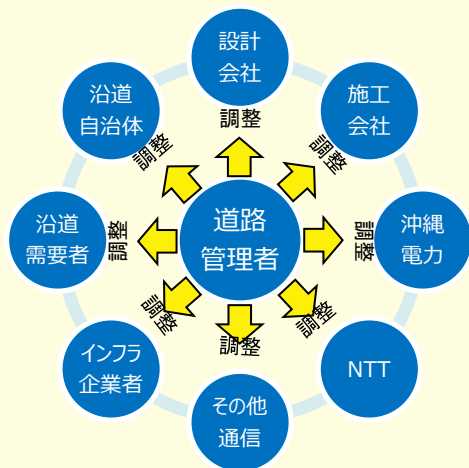 設計
会社
調整
施工
会社
調整
沖縄
電力
調整
NTT
調整
その他
通信
調整
インフラ
企業者
調整
沿道
需要者
調整
沿道
自治体
調整
道路
管理者